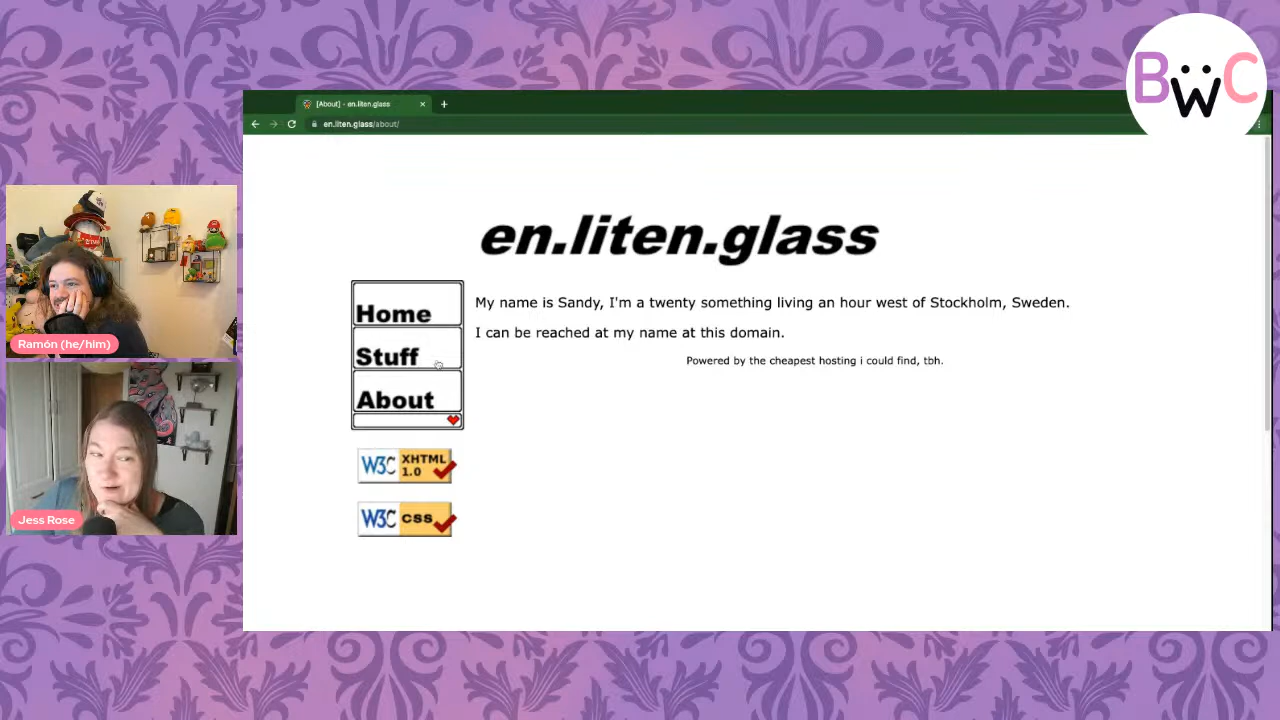 BWC
[About] - en.liten.glass
en.liten.glass/about/
en.liten.glass
Home
Stuff
About
My name is Sandy, I'm a twenty something living an hour west of Stockholm, Sweden.
I can be reached at my name at this domain.
Powered by the cheapest hosting i could find, tbh.
W3C XHTML 1.0
W3C css
Ramón (he/him)
Jess Rose